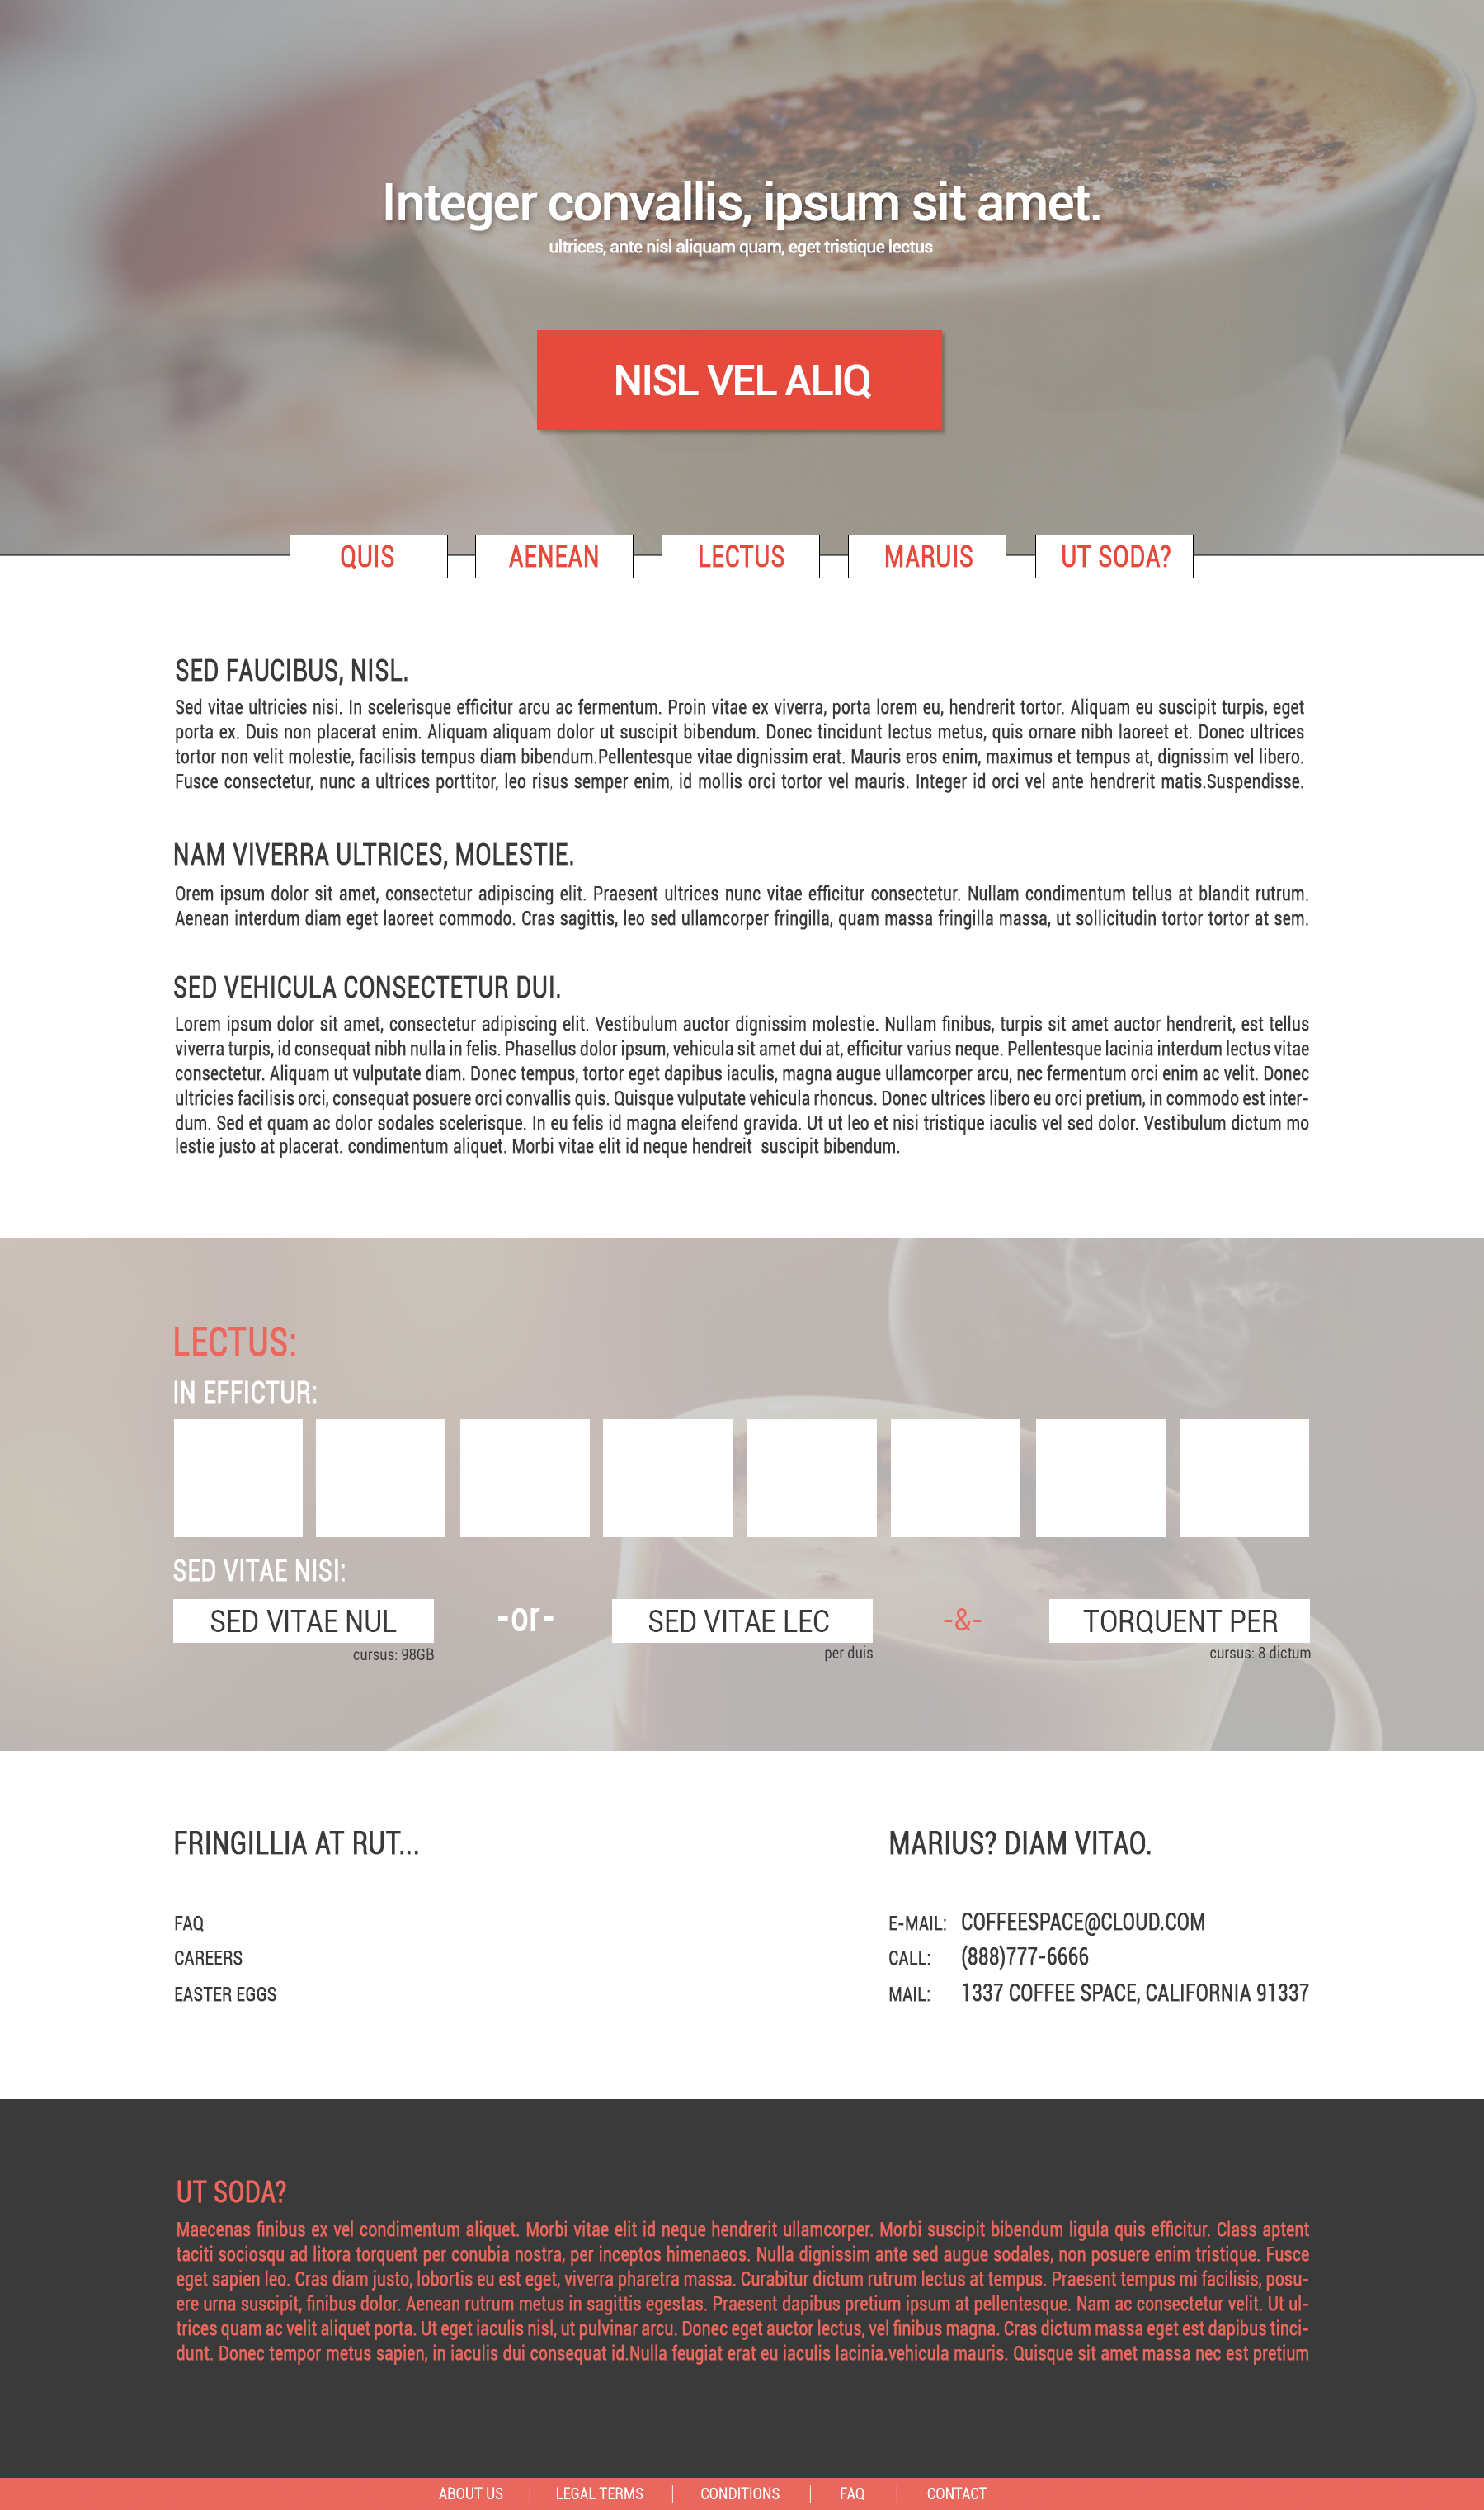 Integer convallis, ipsum sit amet.
ultrices, ante nisl aliquam quam, eget tristique lectus
NISL VEL ALIQ
QUIS
AENEAN
LECTUS
MARUIS
UT SODA?
SED FAUCIBUS, NISL.
Sed vitae ultricies nisi. In scelerisque efficitur arcu ac fermentum. Proin vitae ex viverra, porta lorem eu, hendrerit tortor. Aliquam eu suscipit turpis, eget
porta ex. Duis non placerat enim. Aliquam aliquam dolor ut suscipit bibendum. Donec tincidunt lectus metus, quis ornare nibh laoreet et. Donec ultrices
tortor non velit molestie, facilisis tempus diam bibendum.Pellentesque vitae dignissim erat. Mauris eros enim, maximus et tempus at, dignissim vel libero.
Fusce consectetur, nunc a ultrices porttitor, leo risus semper enim, id mollis orci tortor vel mauris. Integer id orci vel ante hendrerit matis.Suspendisse.
NAM VIVERRA ULTRICES, MOLESTIE.
Orem ipsum dolor sit amet, consectetur adipiscing elit. Praesent ultrices nunc vitae efficitur consectetur. Nullam condimentum tellus at blandit rutrum.
Aenean interdum diam eget laoreet commodo. Cras sagittis, leo sed ullamcorper fringilla, quam massa fringilla massa, ut sollicitudin tortor tortor at sem.
SED VEHICULA CONSECTETUR DUI.
Lorem ipsum dolor sit amet, consectetur adipiscing elit. Vestibulum auctor dignissim molestie. Nullam finibus, turpis sit amet auctor hendrerit, est tellus
viverra turpis, id consequat nibh nulla in felis. Phasellus dolor ipsum, vehicula sit amet dui at, efficitur varius neque. Pellentesque lacinia interdum lectus vitae
consectetur. Aliquam ut vulputate diam. Donec tempus, tortor eget dapibus iaculis, magna augue ullamcorper arcu, nec fermentum orci enim ac velit. Donec
ultricies facilisis orci, consequat posuere orci convallis quis. Quisque vulputate vehicula rhoncus. Donec ultrices libero eu orci pretium, in commodo est inter-
dum. Sed et quam ac dolor sodales scelerisque. In eu felis id magna eleifend gravida. Ut ut leo et nisi tristique iaculis vel sed dolor. Vestibulum dictum mo
lestie justo at placerat. condimentum aliquet. Morbi vitae elit id neque hendreit  suscipit bibendum.
LECTUS:
IN EFFICTUR:
SED VITAE NISI:
SED VITAE NUL
-or-
SED VITAE LEC
-&-
TORQUENT PER
cursus: 98GB
per duis
cursus: 8 dictum
FRINGILLIA AT RUT...
FAQ
CAREERS
EASTER EGGS
MARIUS? DIAM VITAO.
E-MAIL: COFFEESPACE@CLOUD.COM
CALL: (888)777-6666
MAIL: 1337 COFFEE SPACE, CALIFORNIA 91337
UT SODA?
Maecenas finibus ex vel condimentum aliquet. Morbi vitae elit id neque hendrerit ullamcorper. Morbi suscipit bibendum ligula quis efficitur. Class aptent
taciti sociosqu ad litora torquent per conubia nostra, per inceptos himenaeos. Nulla dignissim ante sed augue sodales, non posuere enim tristique. Fusce
eget sapien leo. Cras diam justo, lobortis eu est eget, viverra pharetra massa. Curabitur dictum rutrum lectus at tempus. Praesent tempus mi facilisis, posu-
ere urna suscipit, finibus dolor. Aenean rutrum metus in sagittis egestas. Praesent dapibus pretium ipsum at pellentesque. Nam ac consectetur velit. Ut ul-
trices quam ac velit aliquet porta. Ut eget iaculis nisl, ut pulvinar arcu. Donec eget auctor lectus, vel finibus magna. Cras dictum massa eget est dapibus tinci-
dunt. Donec tempor metus sapien, in iaculis dui consequat id.Nulla feugiat erat eu iaculis lacinia.vehicula mauris. Quisque sit amet massa nec est pretium
ABOUT US | LEGAL TERMS | CONDITIONS | FAQ | CONTACT